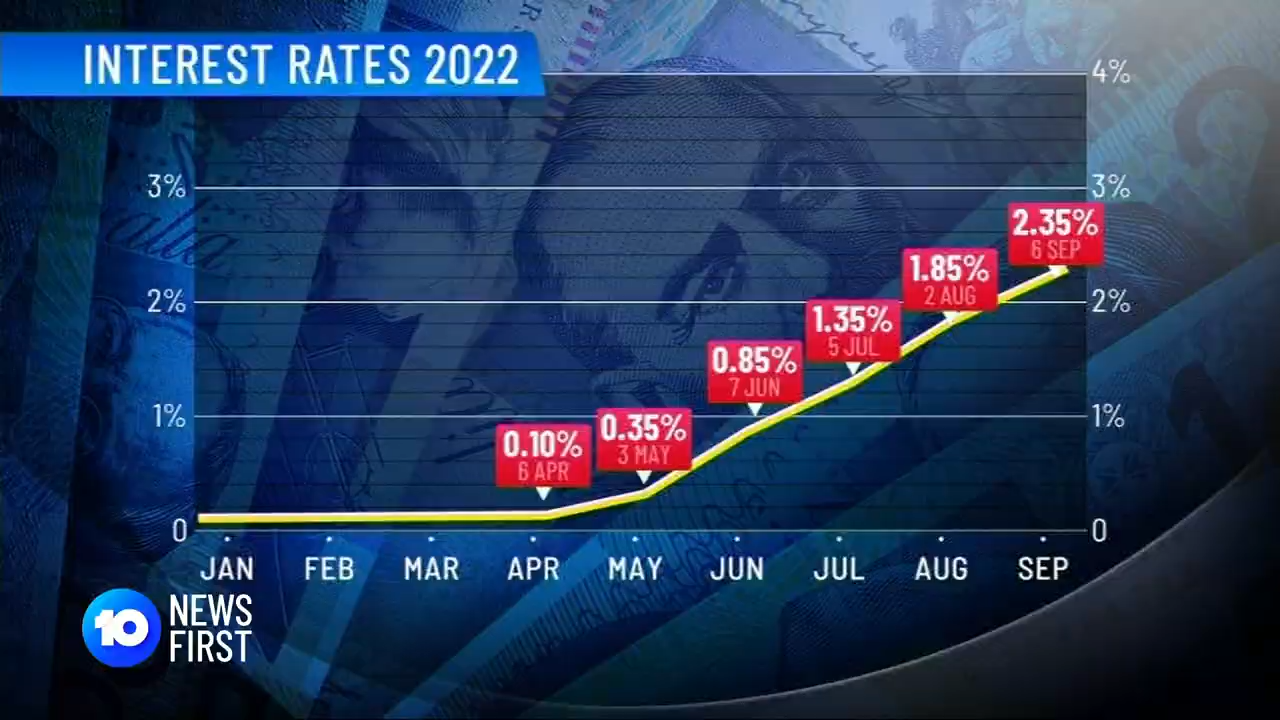 INTEREST RATES 2022
4%
3%
3%
2.35%
6 SEP
1.85%
2 AUG
2%
2%
1.35%
5 JUL
0.85%
7 JUN
1%
1%
0.35%
3 MAY
0.10%
6 APR
0
0
JAN FEB MAR APR MAY JUN JUL AUG SEP
10 NEWS
FIRST